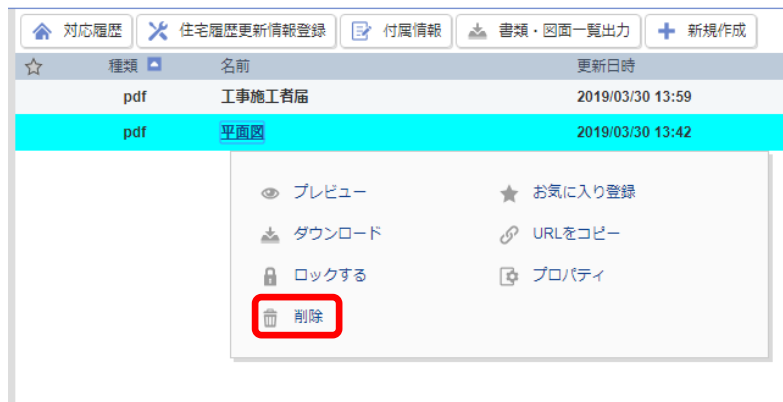 対応履歴 住宅履歴更新情報登録 付属情報 書類・図面一覧出力 新規作成
種類 名前 更新日時
pdf 工事施工者届 2019/03/30 13:59
pdf 平面図 2019/03/30 13:42
プレビュー お気に入り登録
ダウンロード URLをコピー
ロックする プロパティ
削除